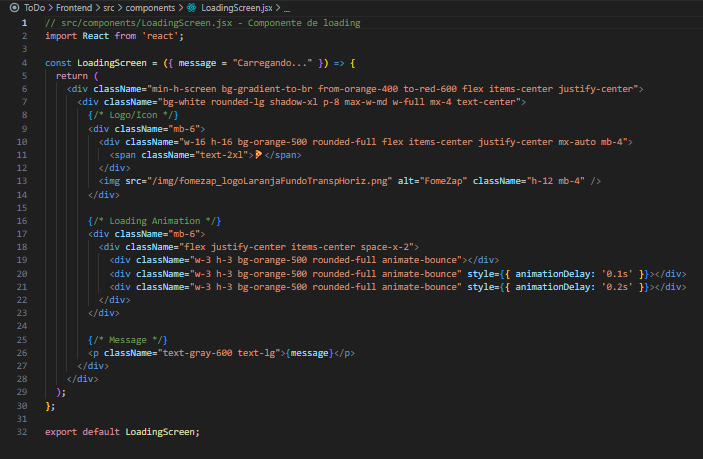 ToDo > Frontend > src > components > LoadingScreen.jsx > ...
1 // src/components/LoadingScreen.jsx - Componente de loading
2 import React from 'react';
3
4 const LoadingScreen = ({ message = "Carregando..." }) => {
5   return (
6     <div className="min-h-screen bg-gradient-to-br from-orange-400 to-red-600 flex items-center justify-center">
7       <div className="bg-white rounded-lg shadow-xl p-8 max-w-md w-full mx-4 text-center">
8         {/* Logo/Icon */}
9         <div className="mb-6">
10           <div className="w-16 h-16 bg-orange-500 rounded-full flex items-center justify-center mx-auto mb-4">
11             <span className="text-2xl">🍕</span>
12           </div>
13           <img src="/img/fomezap_logoLaranjaFundoTranspHoriz.png" alt="FomeZap" className="h-12 mb-4" />
14         </div>
15
16         {/* Loading Animation */}
17         <div className="mb-6">
18           <div className="flex justify-center items-center space-x-2">
19             <div className="w-3 h-3 bg-orange-500 rounded-full animate-bounce"></div>
20             <div className="w-3 h-3 bg-orange-500 rounded-full animate-bounce" style={{ animationDelay: '0.1s' }}></div>
21             <div className="w-3 h-3 bg-orange-500 rounded-full animate-bounce" style={{ animationDelay: '0.2s' }}></div>
22           </div>
23         </div>
24
25         {/* Message */}
26         <p className="text-gray-600 text-lg">{message}</p>
27       </div>
28     </div>
29   );
30 };
31
32 export default LoadingScreen;